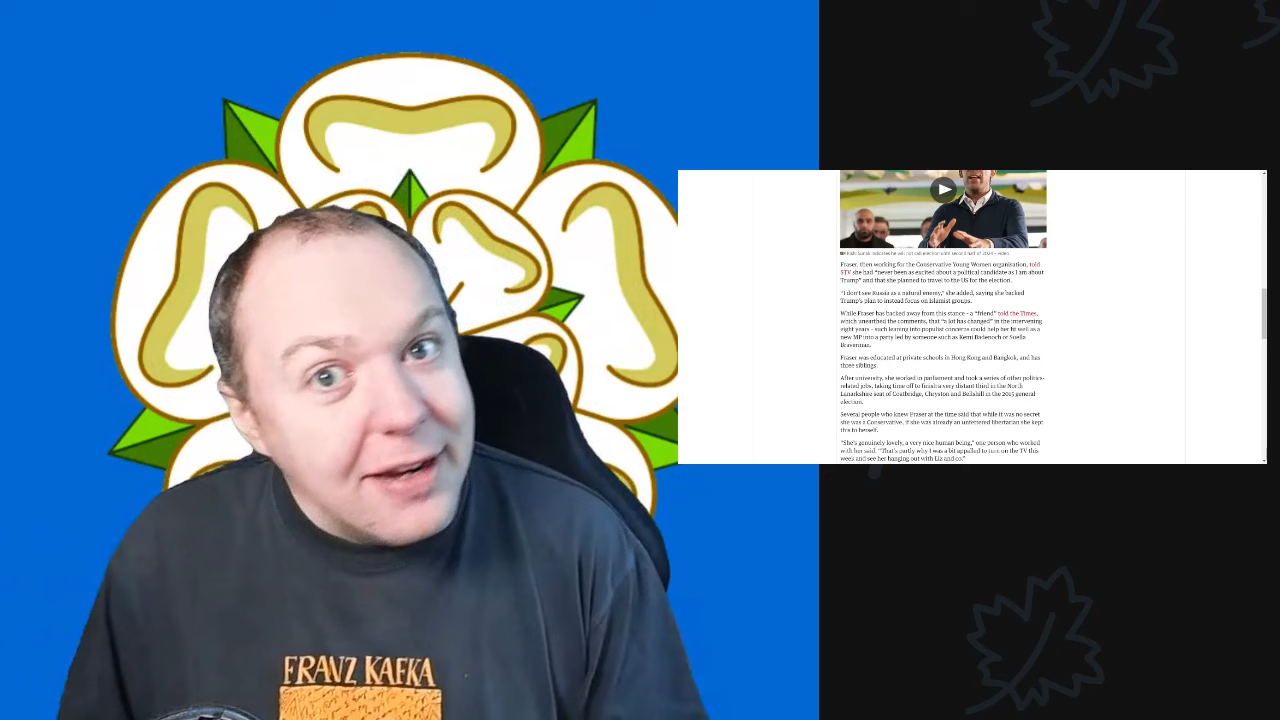 Fraser, then working for the Conservative Young Women organisation, told
STV she had "never been as excited about a political candidate as I am about
Trump" and that she planned to travel to the US for the election.
"I don't see Russia as a natural enemy," she added, saying she backed
Trump's plan to instead focus on Islamist groups.
While Fraser has backed away from this stance - a "friend" told the Times,
which unearthed the comments, that "a lot has changed" in the intervening
eight years - such leaning into populist concerns could help her fit well as a
new MP into a party led by someone such as Kemi Badenoch or Suella
Braverman.
Fraser was educated at private schools in Hong Kong and Bangkok, and has
three siblings.
After university, she worked in parliament and took a series of other politics-
related jobs, taking time off to finish a very distant third in the North
Lanarkshire seat of Coatbridge, Chryston and Bellshill in the 2015 general
election.
Several people who knew Fraser at the time said that while it was no secret
she was a Conservative, if she was already an unfettered libertarian she kept
this to herself.
"She's genuinely lovely, a very nice human being," one person who worked
with her said. "That's partly why I was a bit appalled to turn on the TV this
week and see her hanging out with Liz and co."
FRANZ KAFKA